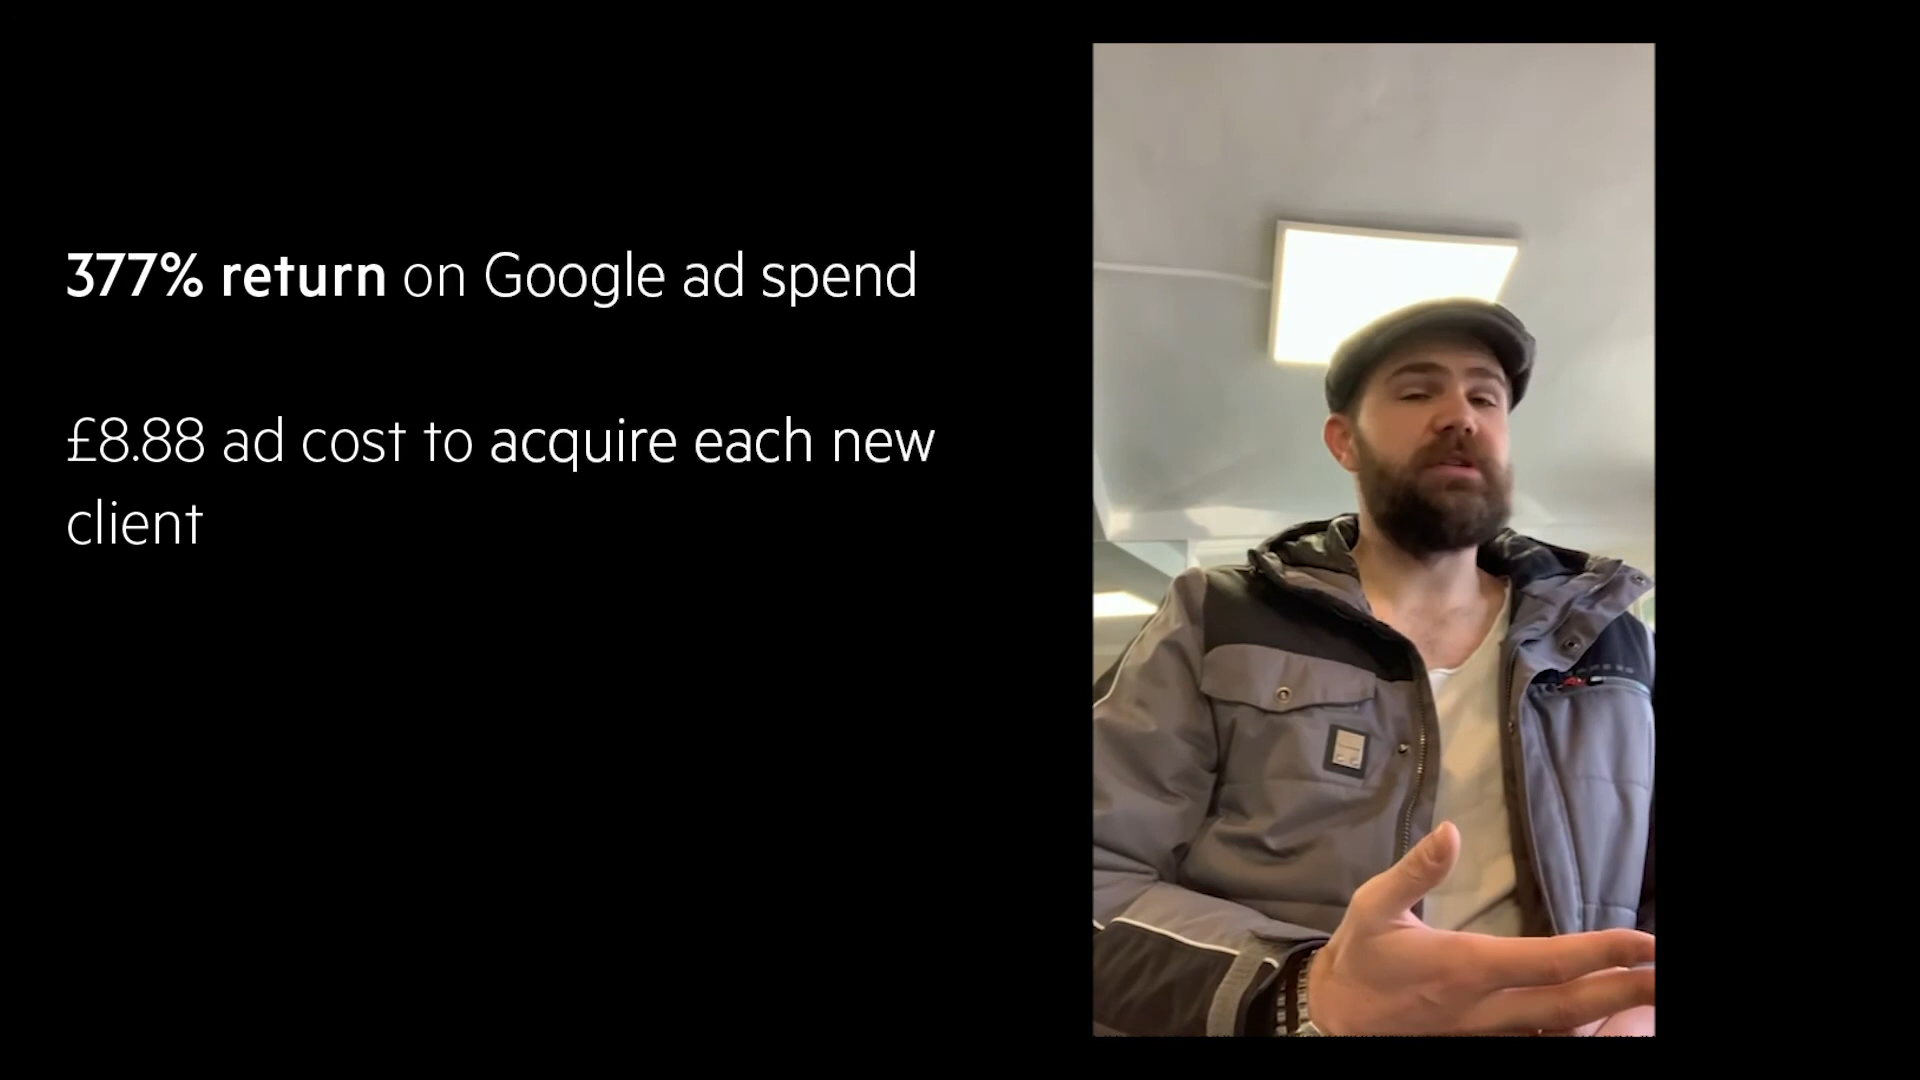 377% return on Google ad spend
£8.88 ad cost to acquire each new
client